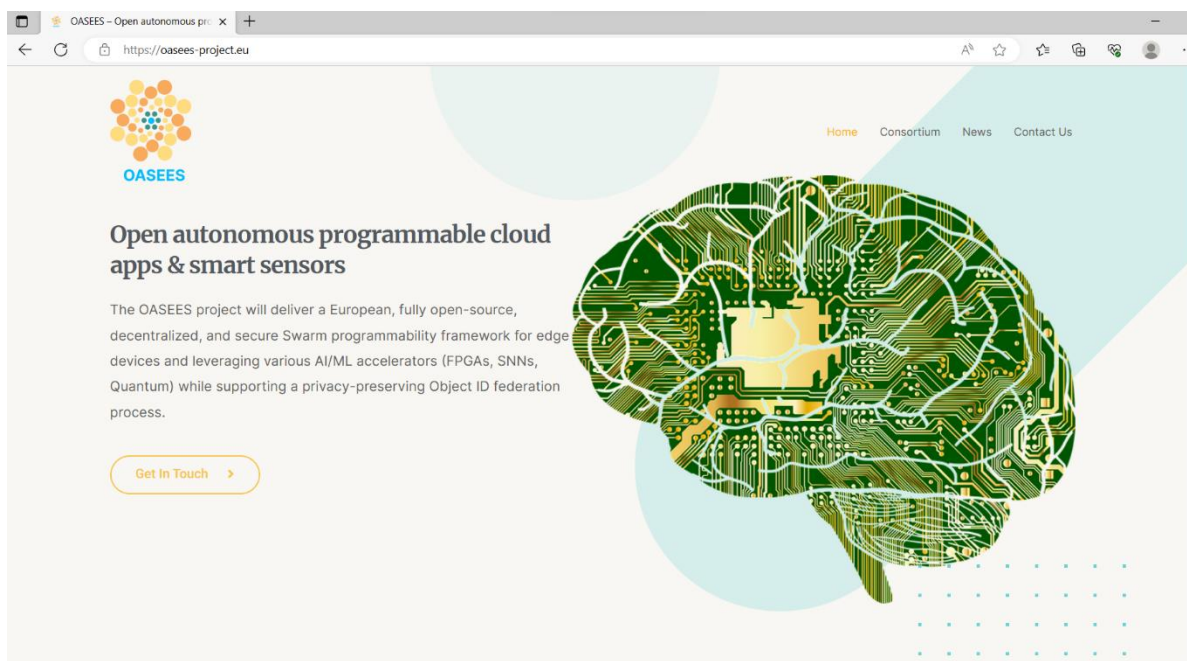 OASEES – Open autonomous pro
https://oasees-project.eu
OASEES
Home Consortium News Contact Us
Open autonomous programmable cloud
apps & smart sensors
The OASEES project will deliver a European, fully open-source,
decentralized, and secure Swarm programmability framework for edge
devices and leveraging various AI/ML accelerators (FPGAs, SNNs,
Quantum) while supporting a privacy-preserving Object ID federation
process.
Get In Touch